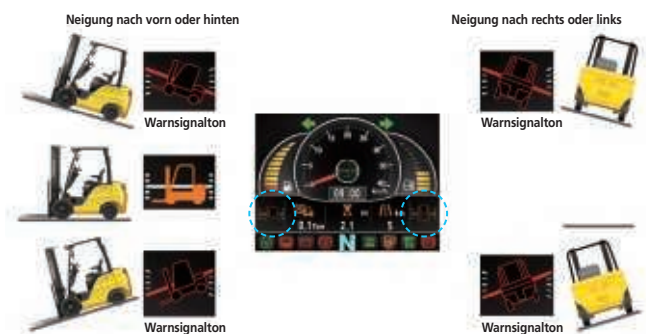 Neigung nach vorn oder hinten
Neigung nach rechts oder links
Warnsignalton
Warnsignalton
N
Warnsignalton
Warnsignalton